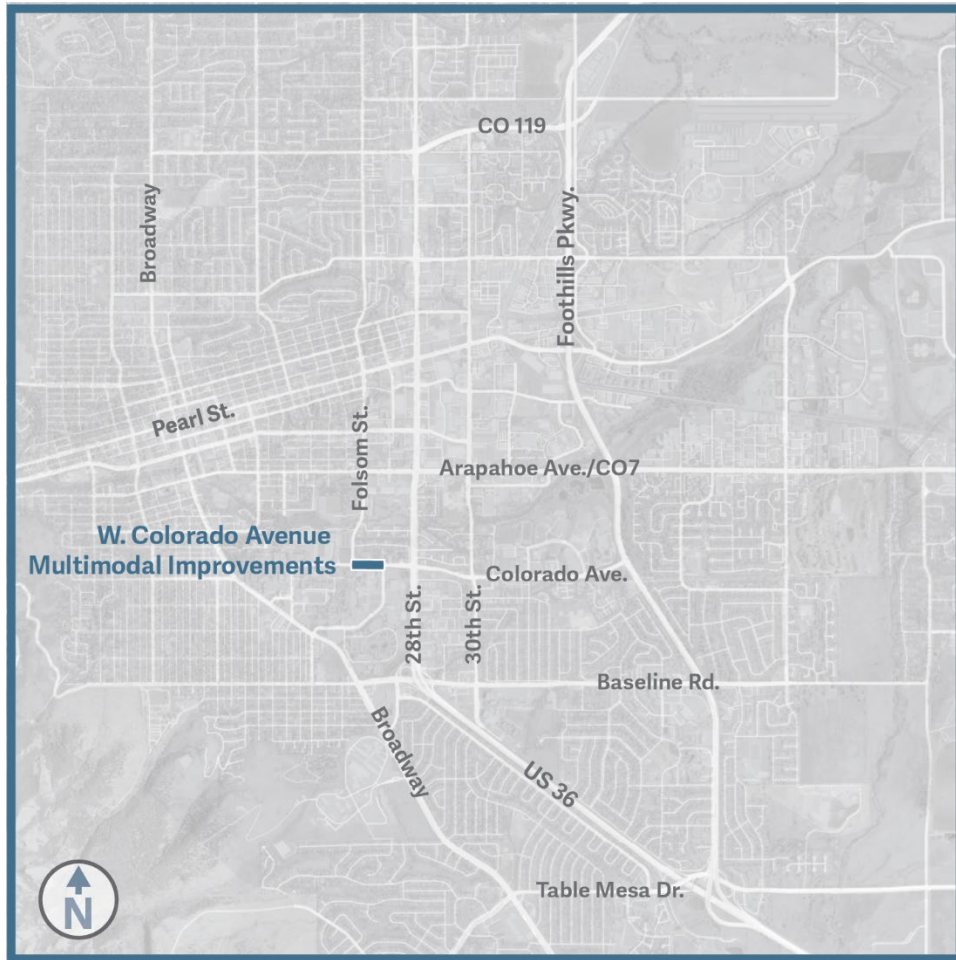 CO 119
Broadway
Foothills Pkwy.
Pearl St.
Folsom St.
Arapahoe Ave./CO7
W. Colorado Avenue
Multimodal Improvements
Colorado Ave.
28th St.
30th St.
Baseline Rd.
Broadway
US 36
Table Mesa Dr.
N